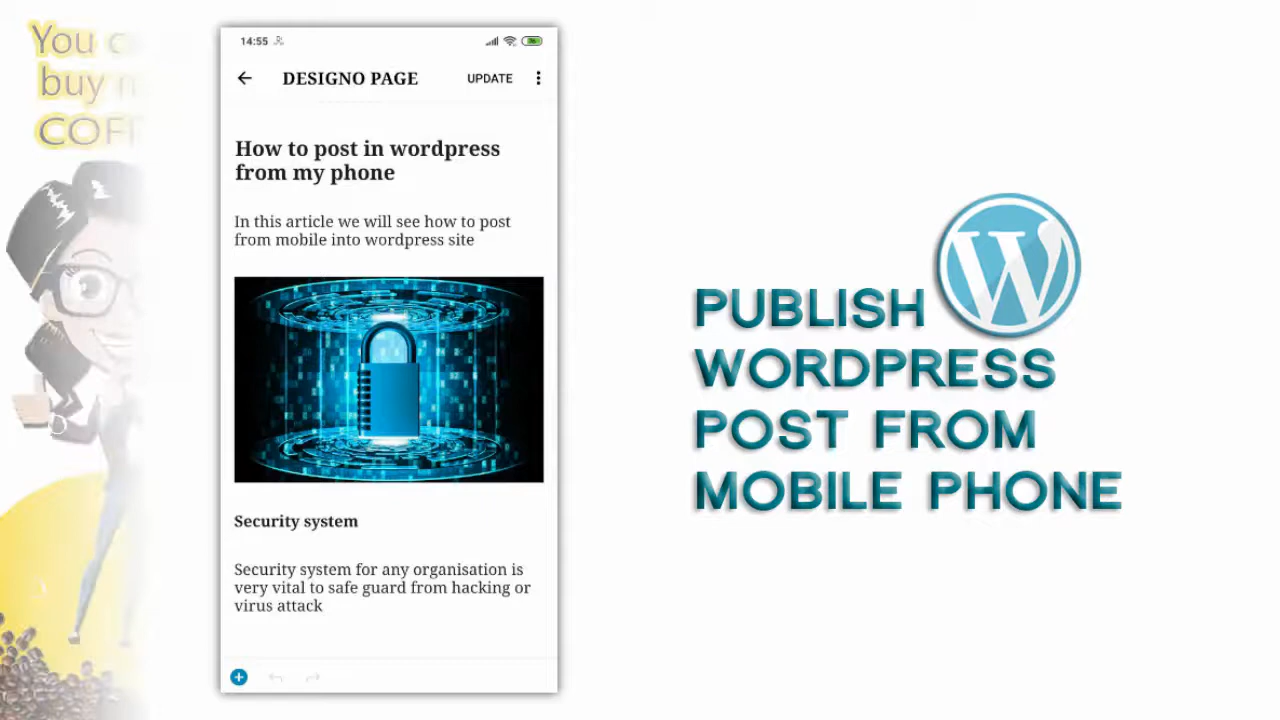 You
buy
14:55
DESIGNO PAGE
UPDATE
How to post in wordpress
from my phone
In this article we will see how to post
from mobile into wordpress site
Security system
Security system for any organisation is
very vital to safe guard from hacking or
virus attack
W
PUBLISH
WORDPRESS
POST FROM
MOBILE PHONE